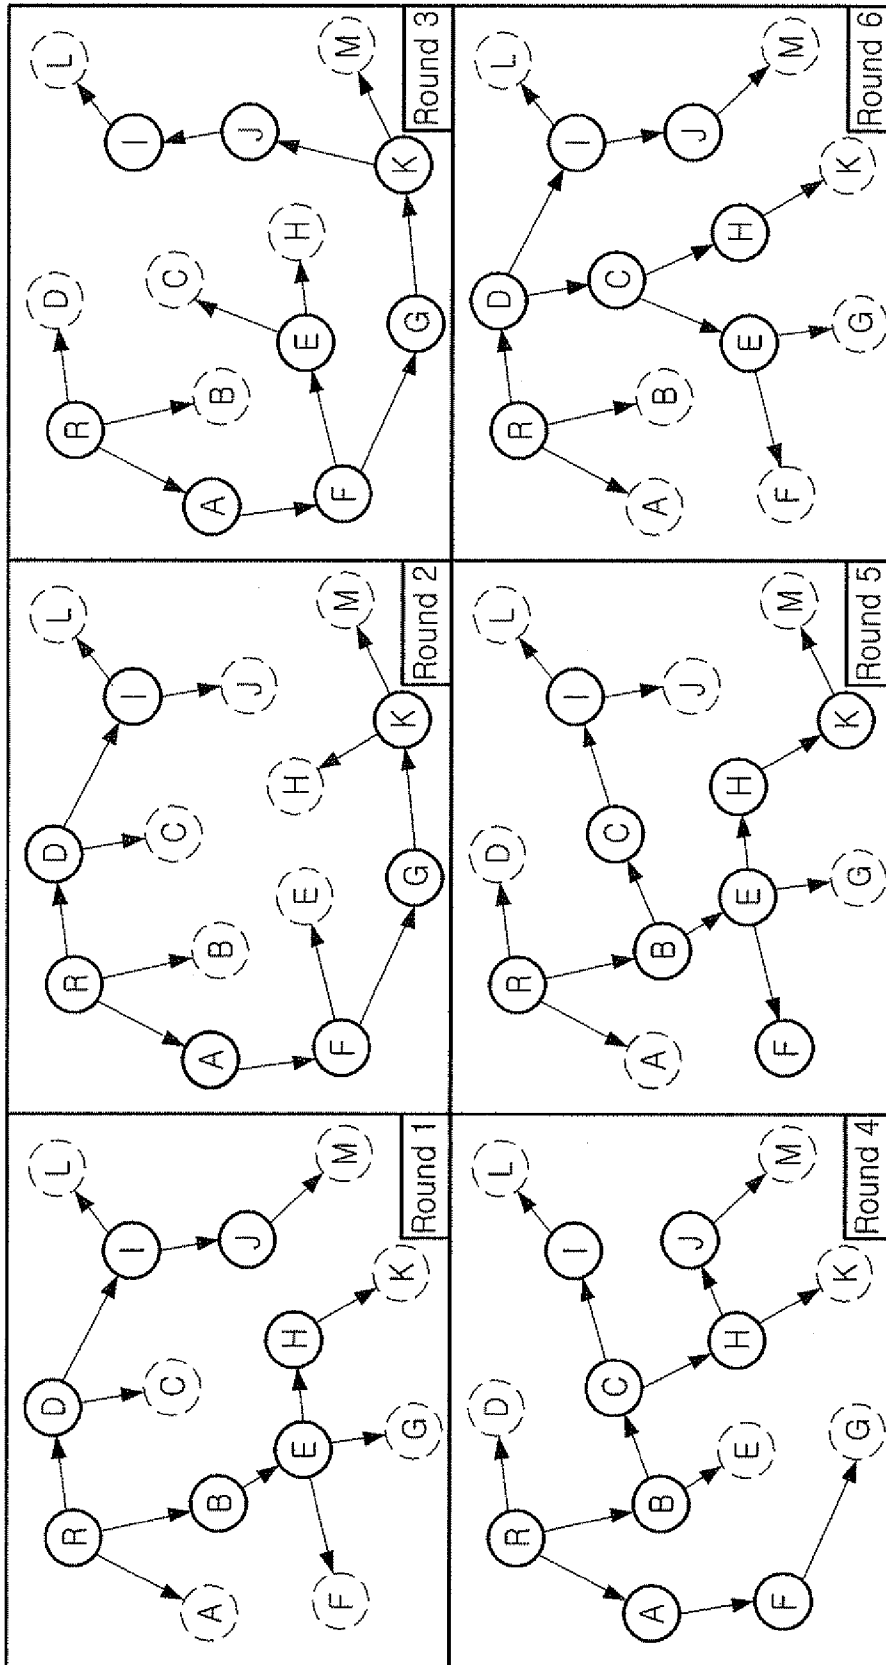 R D L
C I
A B J
E H
F M
G K
Round 1
R D L
C I
A B J
E H
F M
G K
Round 2
R D L
C I
A B J
E H
F M
G K
Round 3
R D L
C I
A B J
E H
F M
G K
Round 4
R D L
C I
A B J
E H
F M
G K
Round 5
R D L
C I
A B J
E H
F M
G K
Round 6